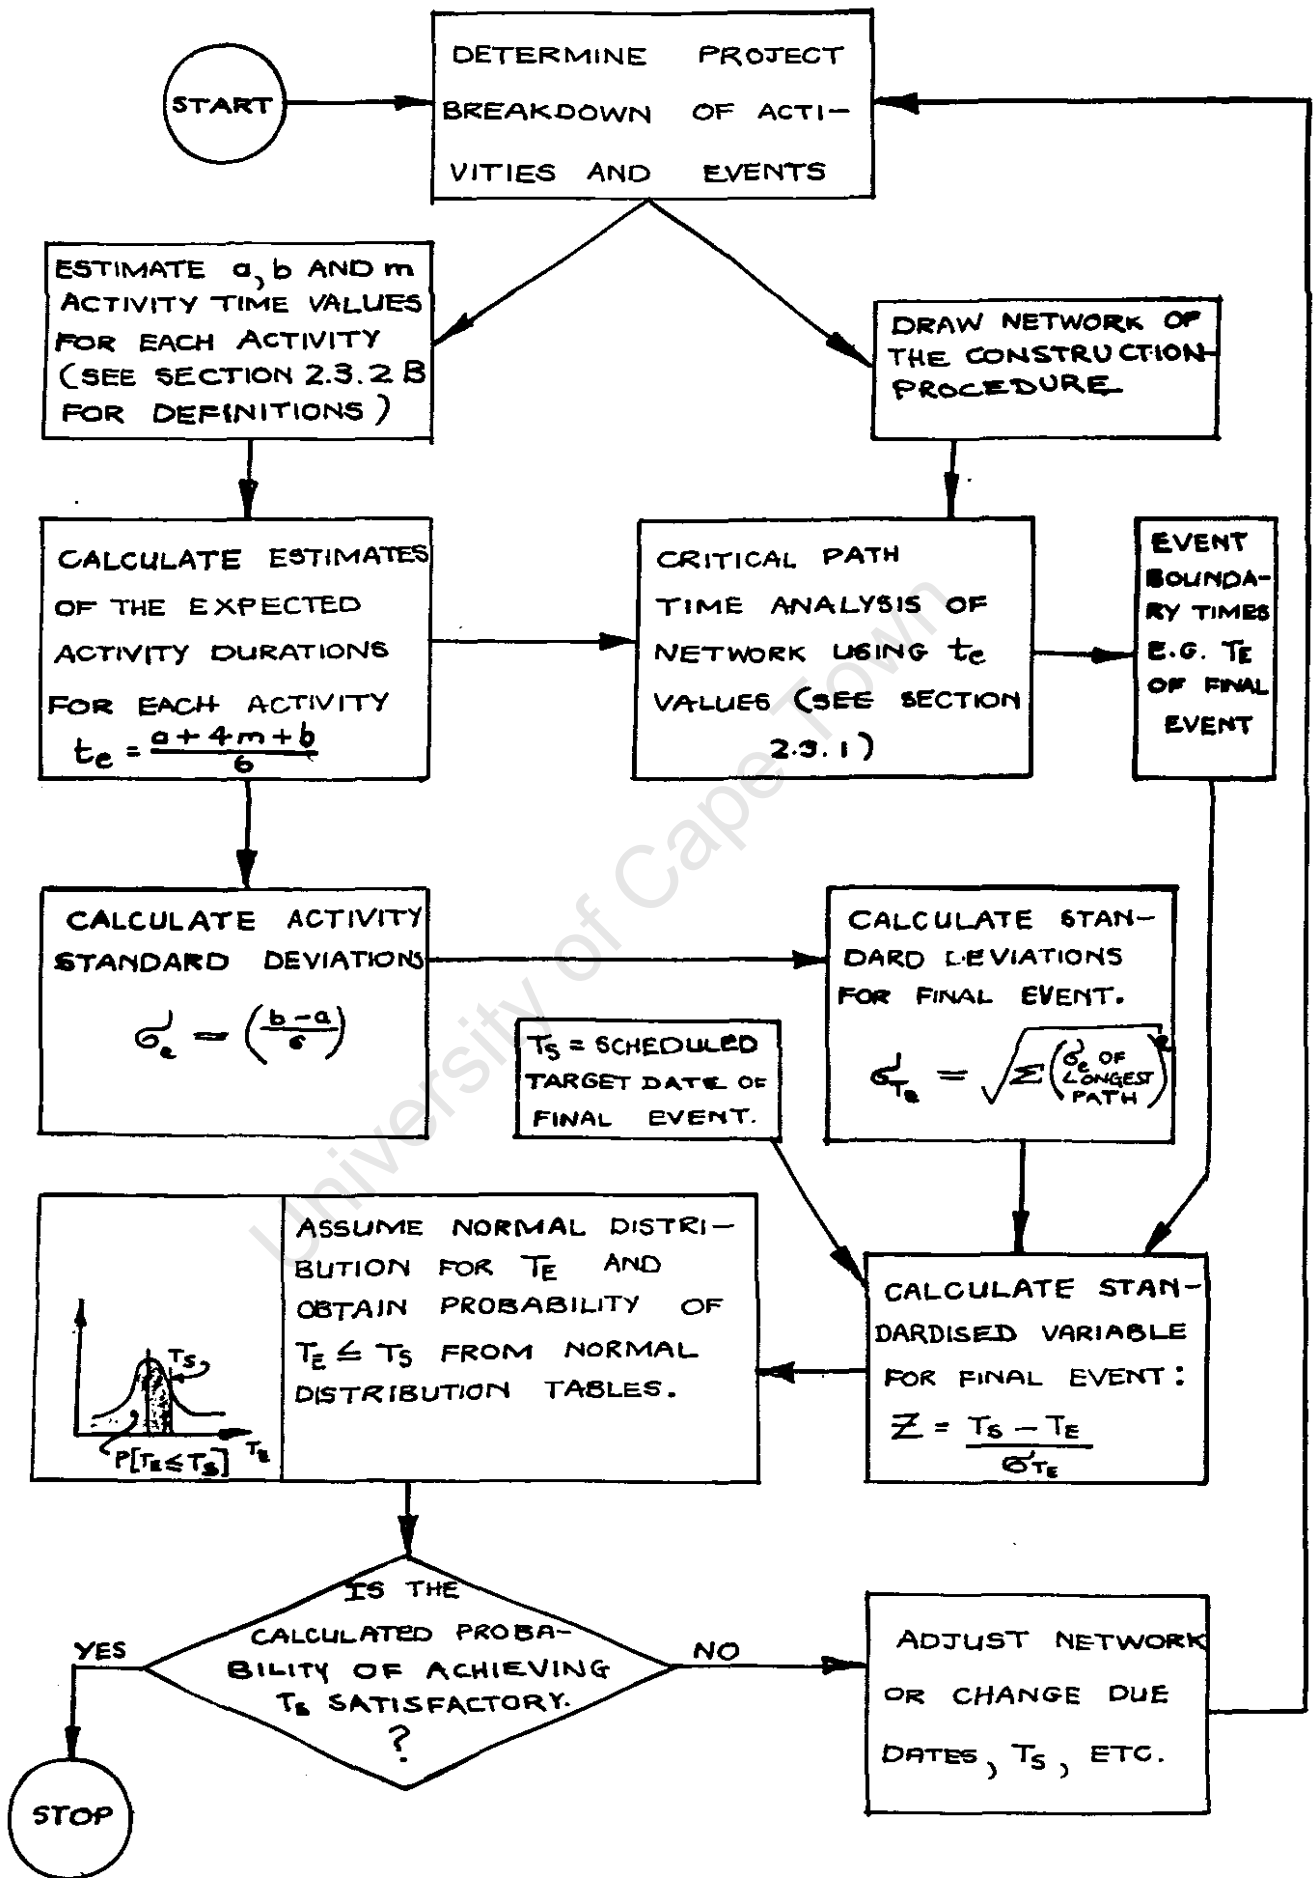 START
DETERMINE PROJECT
BREAKDOWN OF ACTI-
VITIES AND EVENTS
ESTIMATE a, b AND m
ACTIVITY TIME VALUES
FOR EACH ACTIVITY
(SEE SECTION 2.3.2 B
FOR DEFINITIONS)
DRAW NETWORK OF
THE CONSTRUCTION-
PROCEDURE.
CALCULATE ESTIMATES
OF THE EXPECTED
ACTIVITY DURATIONS
FOR EACH ACTIVITY
te = (a + 4m + b)/6
CRITICAL PATH
TIME ANALYSIS OF
NETWORK USING te
VALUES (SEE SECTION
2.3.1)
EVENT
BOUNDA-
RY TIMES
E.G. TE
OF FINAL
EVENT
CALCULATE ACTIVITY
STANDARD DEVIATIONS
σe = ((b - a)/6)
CALCULATE STAN-
DARD DEVIATIONS
FOR FINAL EVENT.
σTe = √Σ(σe OF LONGEST PATH)²
TS = SCHEDULED
TARGET DATE OF
FINAL EVENT.
ASSUME NORMAL DISTRI-
BUTION FOR TE AND
OBTAIN PROBABILITY OF
TE ≤ TS FROM NORMAL
DISTRIBUTION TABLES.
TS
TE
P[TE ≤ TS]
CALCULATE STAN-
DARDISED VARIABLE
FOR FINAL EVENT:
Z = (TS - TE)/σTE
IS THE
CALCULATED PROBA-
BILITY OF ACHIEVING
TS SATISFACTORY.
?
YES
NO
ADJUST NETWORK
OR CHANGE DUE
DATES, TS, ETC.
STOP
University of Cape Town